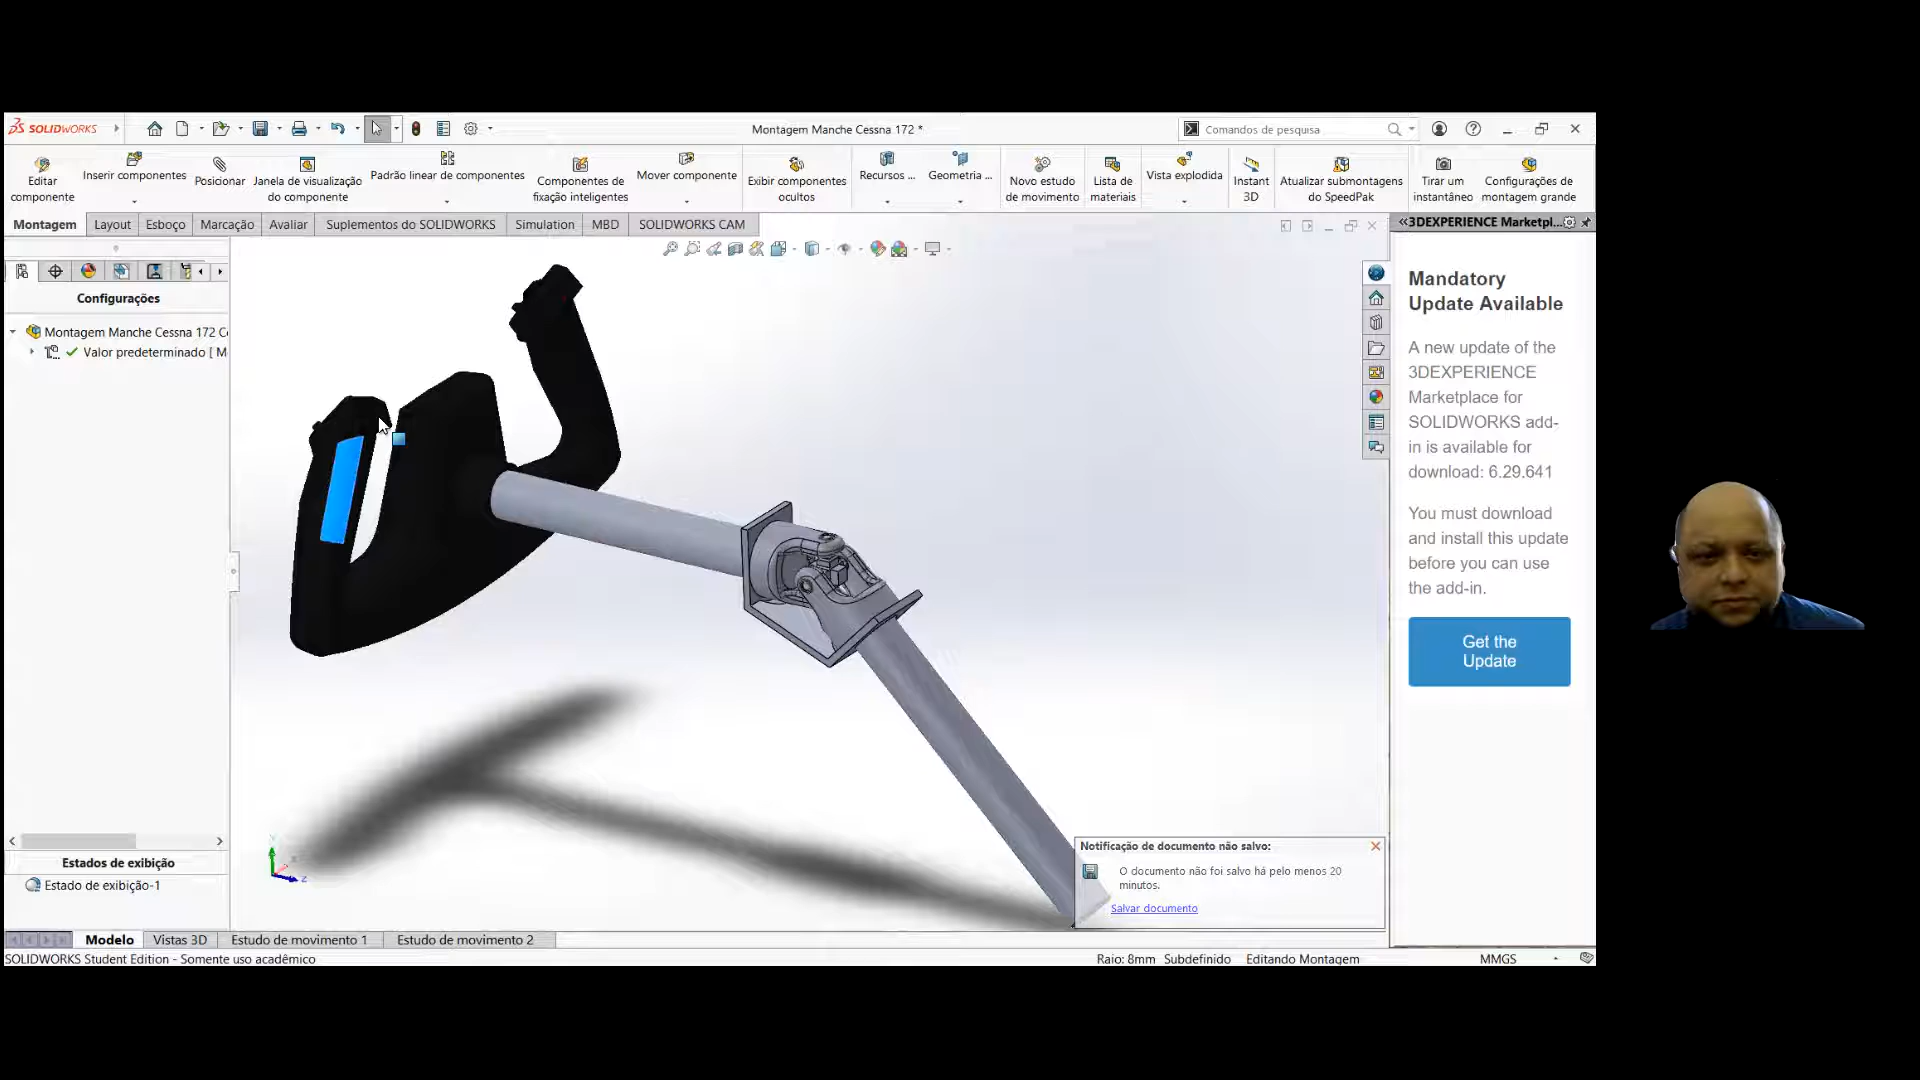 SOLIDWORKS
Montagem Manche Cessna 172 *
Comandos de pesquisa
Editar componente
Inserir componentes
Posicionar
Janela de visualização do componente
Padrão linear de componentes
Componentes de fixação inteligentes
Mover componente
Exibir componentes ocultos
Recursos ...
Geometria ...
Novo estudo de movimento
Lista de materiais
Vista explodida
Instant 3D
Atualizar submontagens do SpeedPak
Tirar um instantâneo
Configurações de montagem grande
Montagem
Layout
Esboço
Marcação
Avaliar
Suplementos do SOLIDWORKS
Simulation
MBD
SOLIDWORKS CAM
Configurações
Montagem Manche Cessna 172 C
Valor predeterminado [ M
Estados de exibição
Estado de exibição-1
3DEXPERIENCE Marketpl...
Mandatory
Update Available
A new update of the
3DEXPERIENCE
Marketplace for
SOLIDWORKS add-
in is available for
download: 6.29.641
You must download
and install this update
before you can use
the add-in.
Get the
Update
Notificação de documento não salvo:
O documento não foi salvo há pelo menos 20
minutos.
Salvar documento
Modelo
Vistas 3D
Estudo de movimento 1
Estudo de movimento 2
SOLIDWORKS Student Edition - Somente uso acadêmico
Raio: 8mm
Subdefinido
Editando Montagem
MMGS